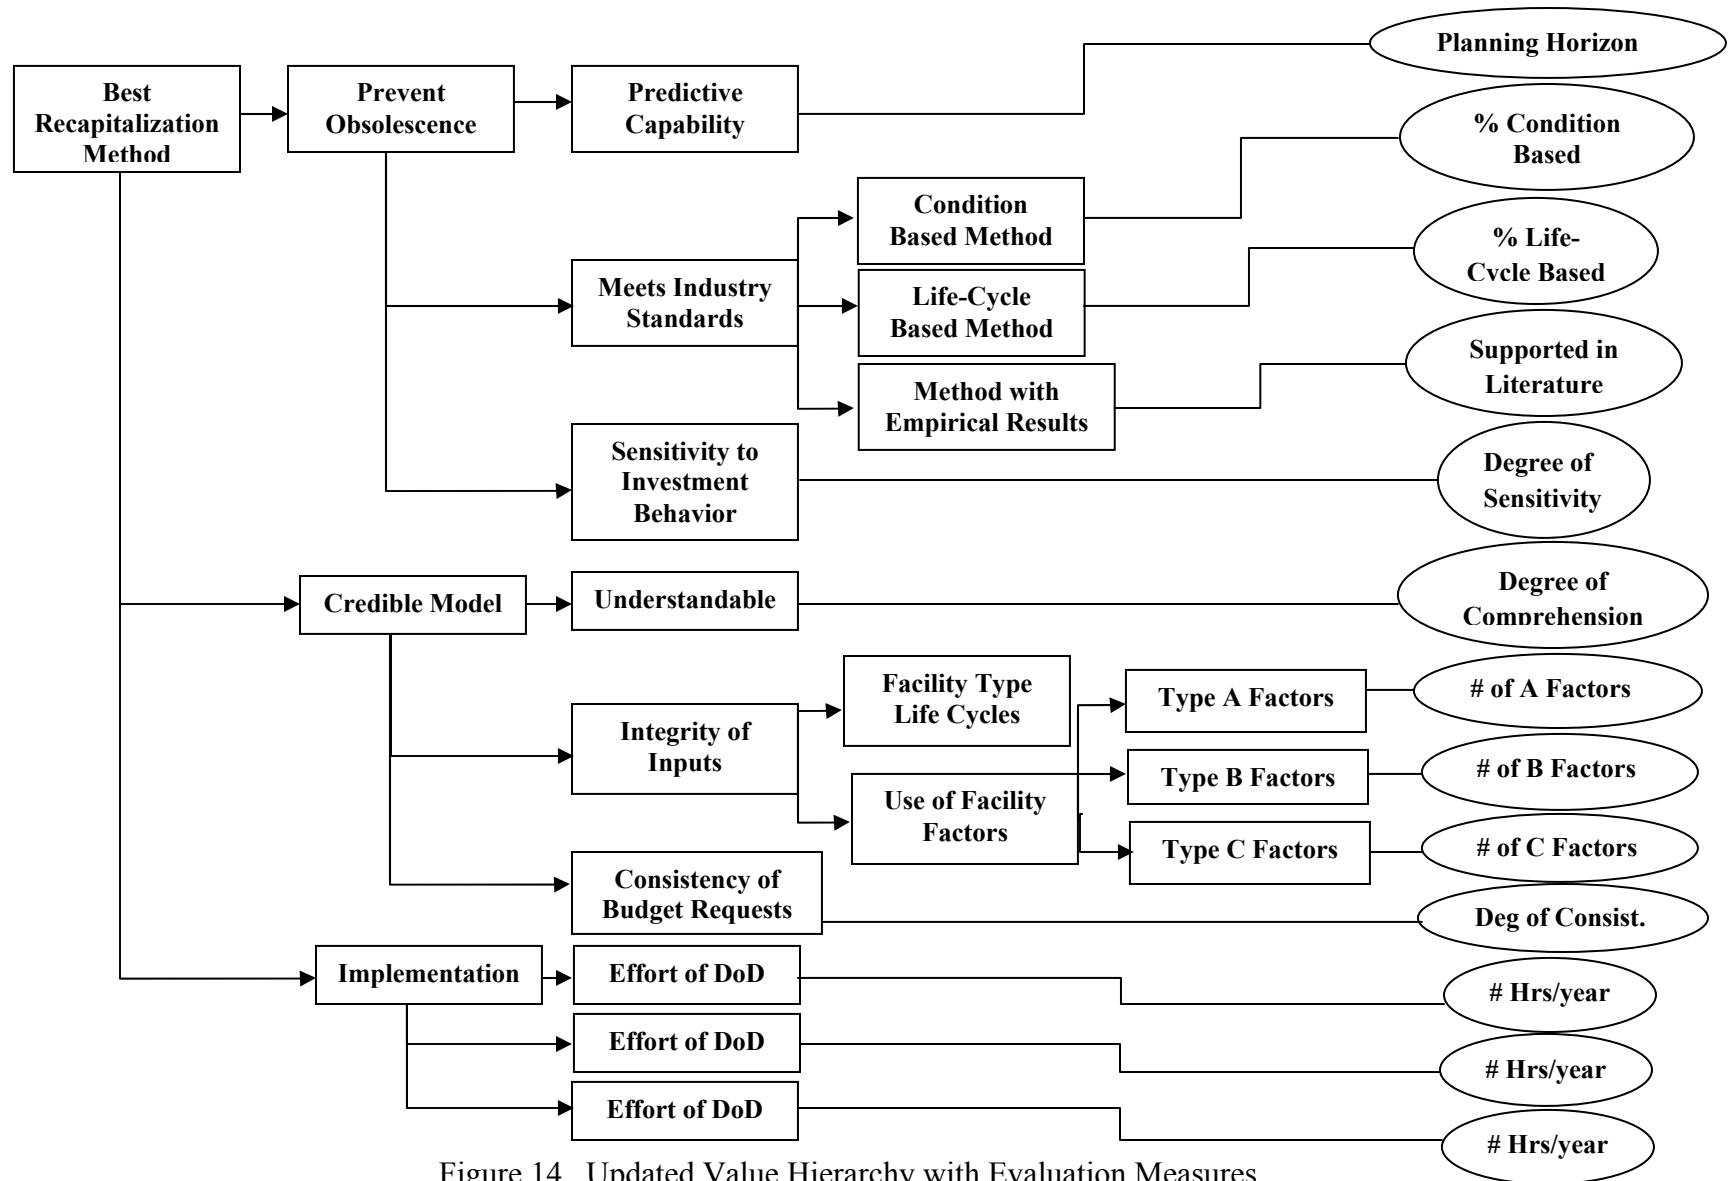 Planning Horizon
Best
Recapitalization
Method
Prevent
Obsolescence
Predictive
Capability
% Condition
Based
Condition
Based Method
% Life-
Cycle Based
Meets Industry
Standards
Life-Cycle
Based Method
Supported in
Literature
Method with
Empirical Results
Sensitivity to
Investment
Behavior
Degree of
Sensitivity
Credible Model
Understandable
Degree of
Comprehension
Facility Type
Life Cycles
Type A Factors
# of A Factors
Integrity of
Inputs
Use of Facility
Factors
Type B Factors
# of B Factors
Type C Factors
# of C Factors
Consistency of
Budget Requests
Deg of Consist.
Implementation
Effort of DoD
# Hrs/year
Effort of DoD
# Hrs/year
Effort of DoD
# Hrs/year
Figure 14. Updated Value Hierarchy with Evaluation Measures